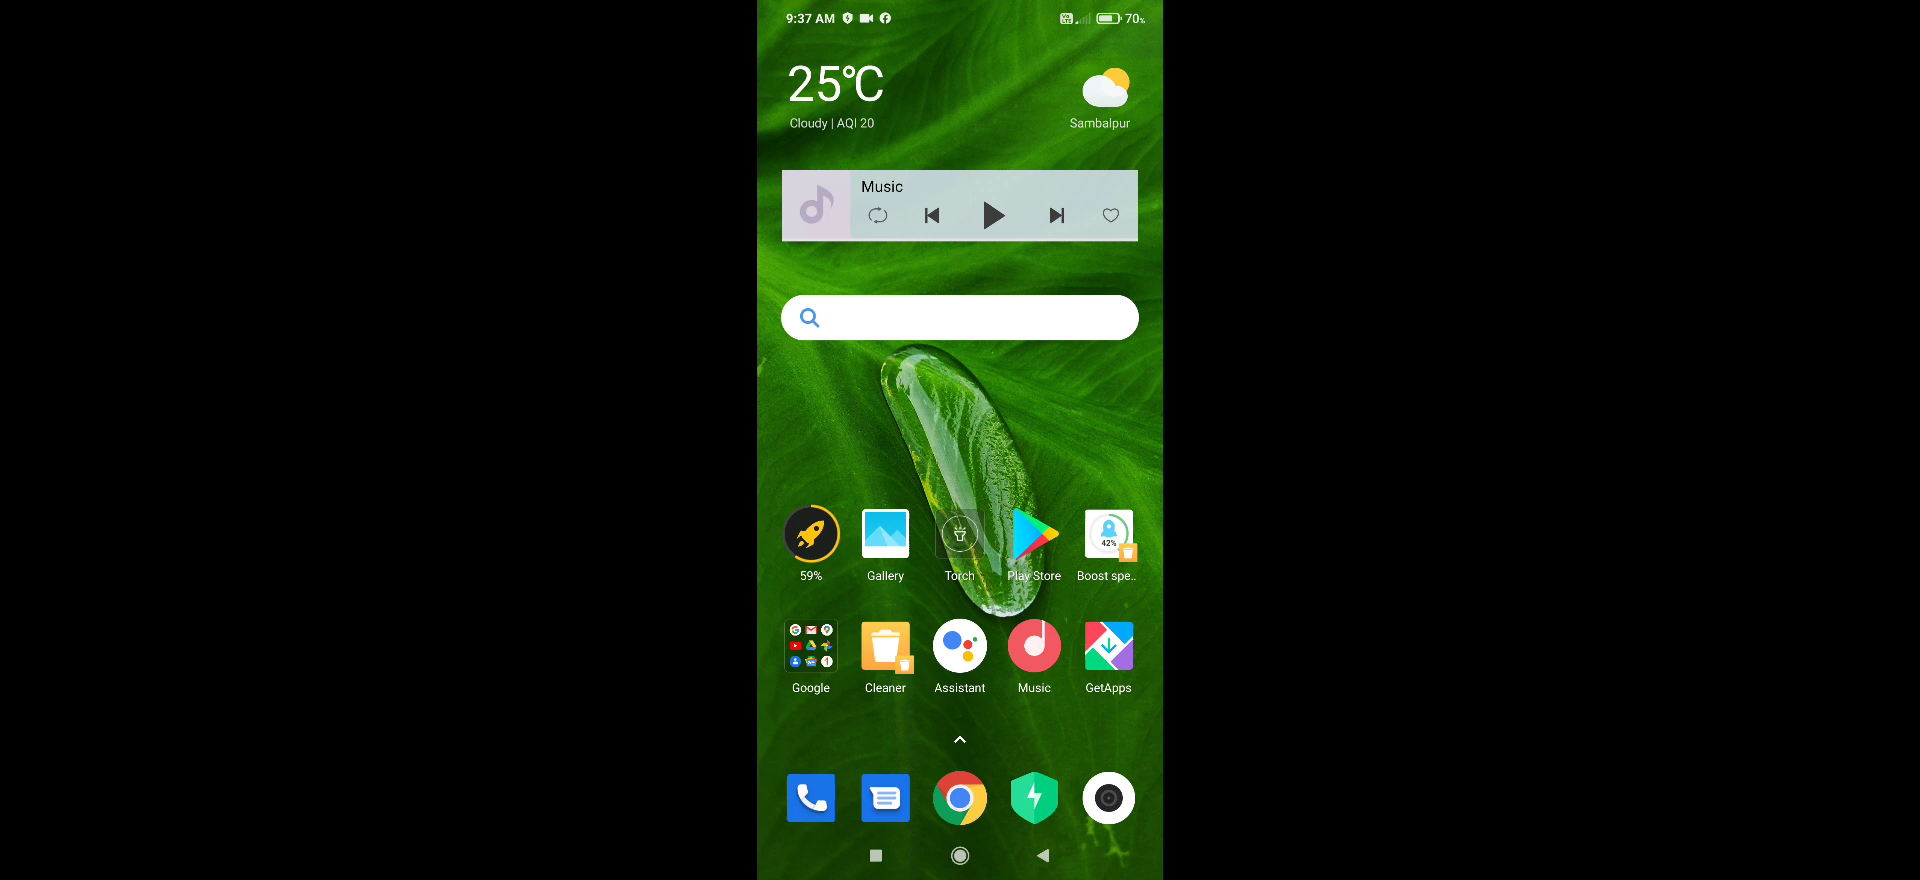 9:37 AM
70%
25°C
Cloudy | AQI 20
Sambalpur
Music
42%
59%
Gallery
Torch
Play Store
Boost spe..
Google
Cleaner
Assistant
Music
GetApps